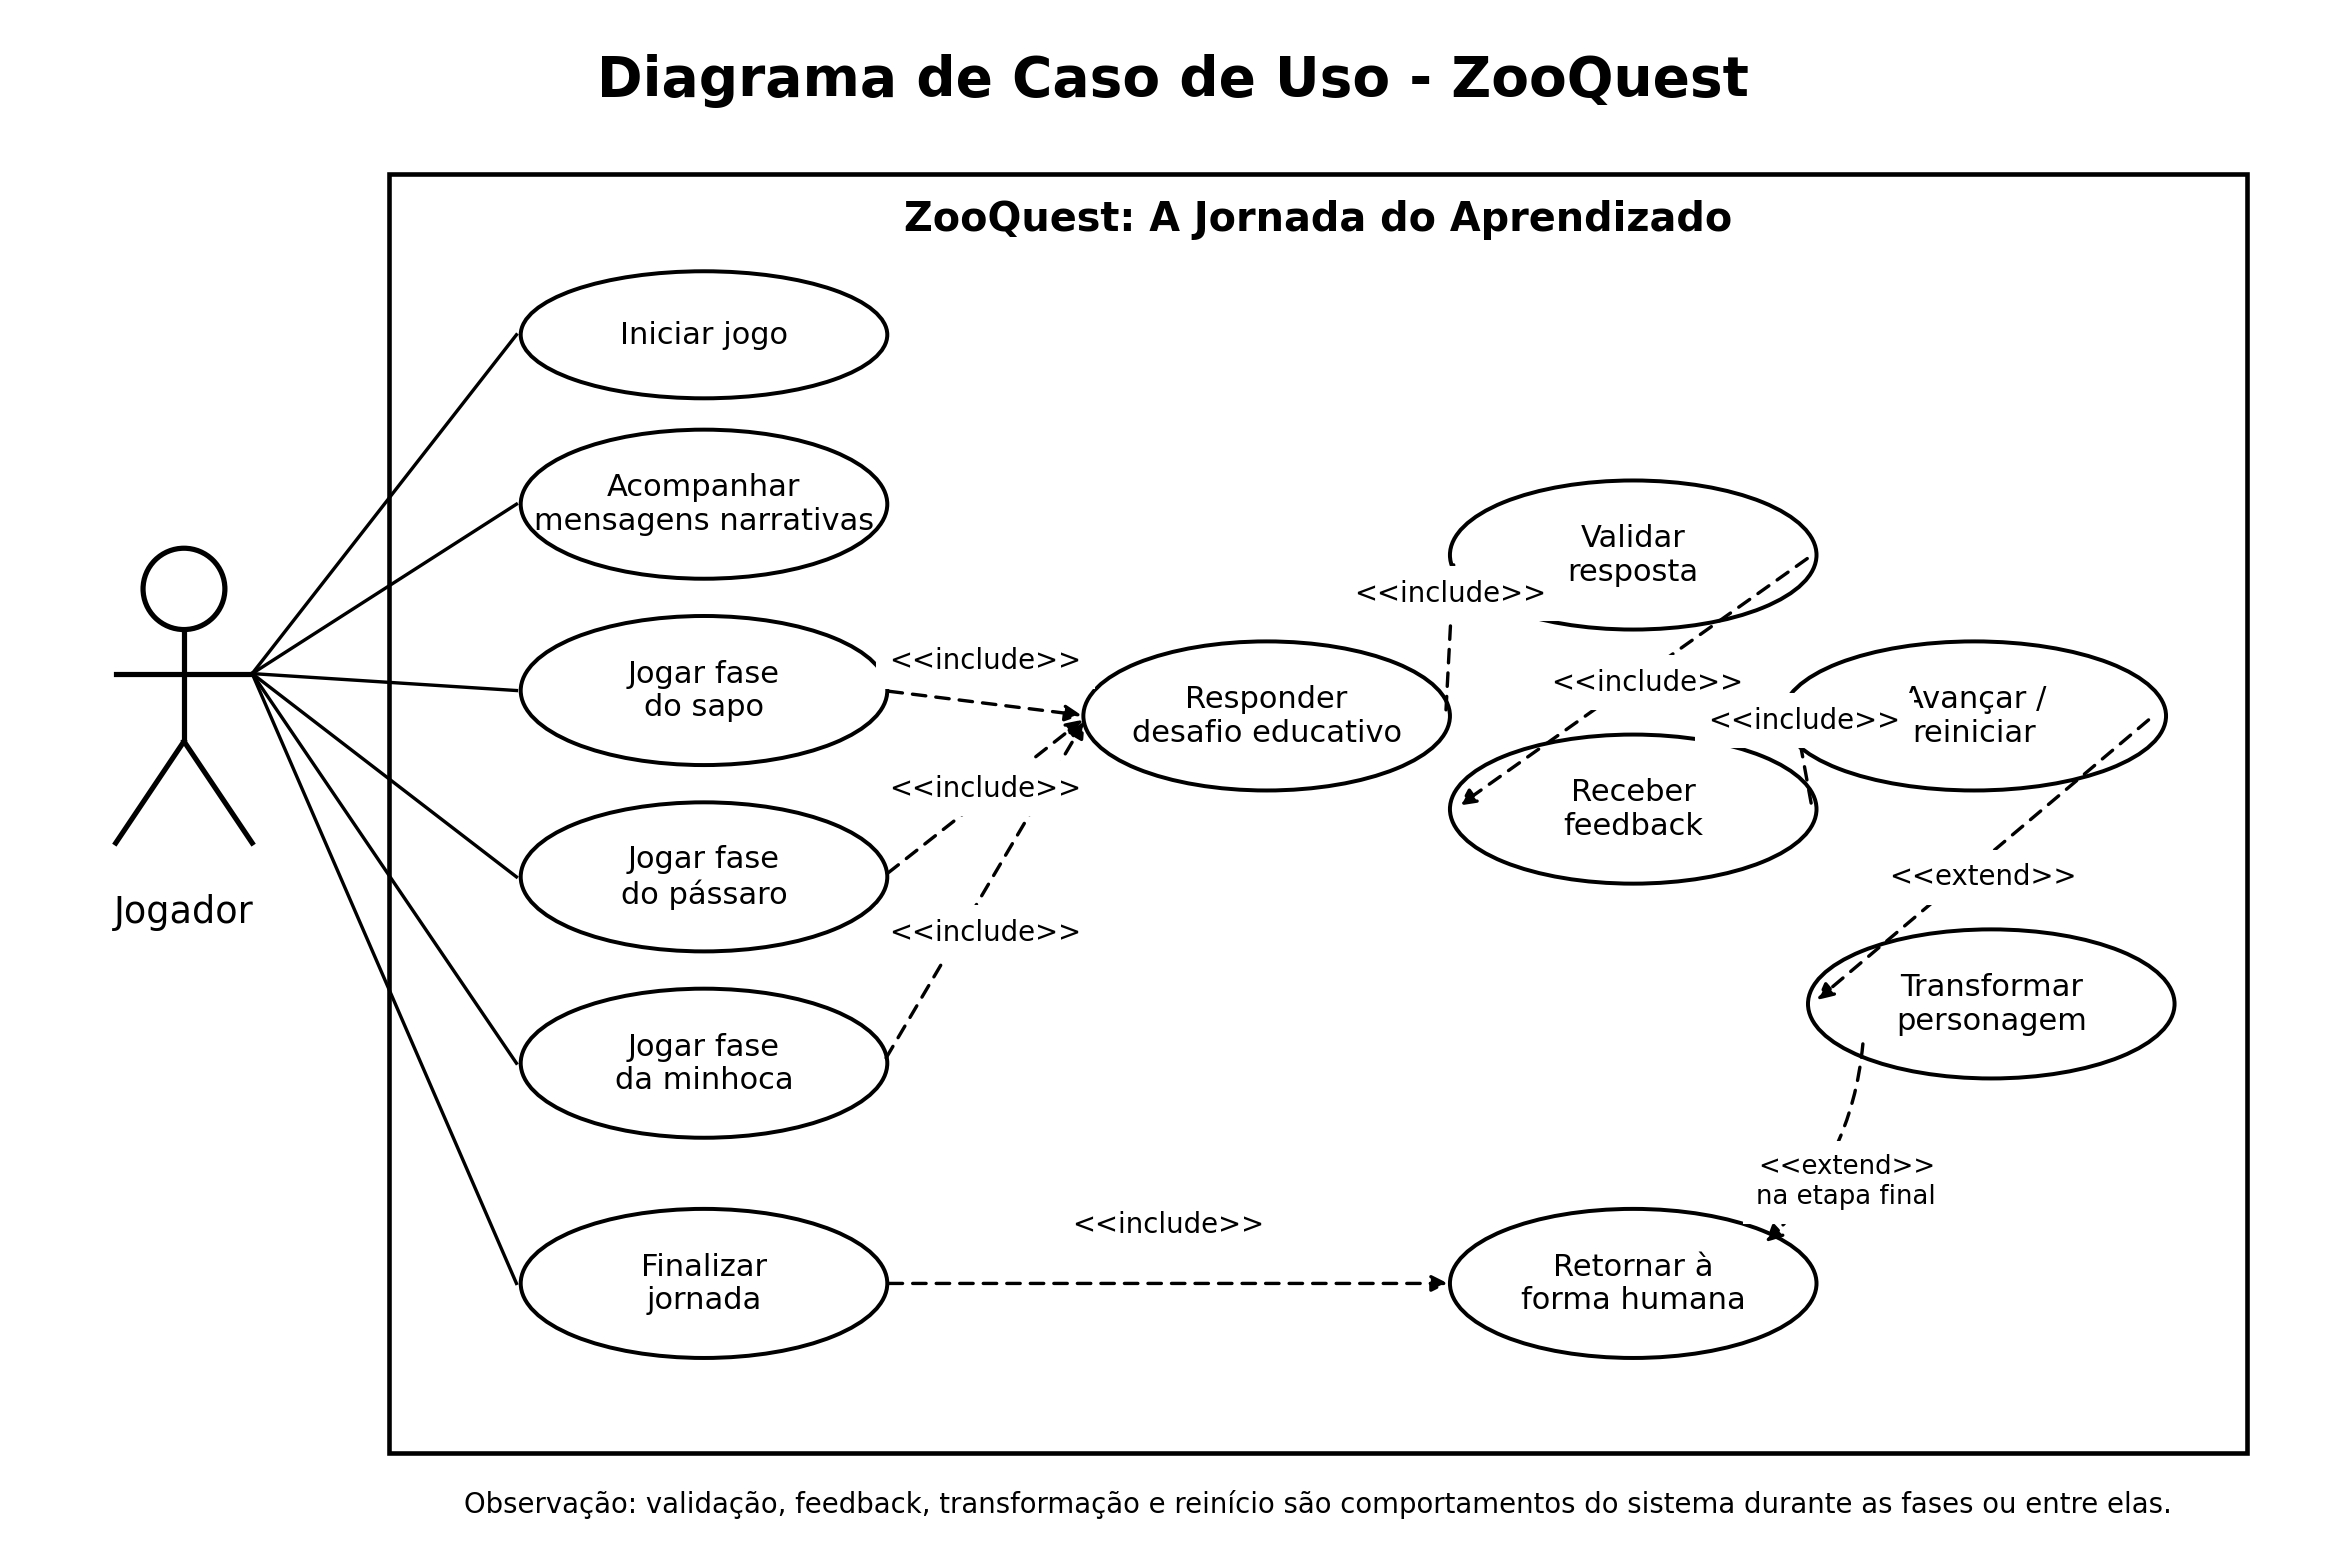 Diagrama de Caso de Uso - ZooQuest
ZooQuest: A Jornada do Aprendizado
Iniciar jogo
Acompanhar
mensagens narrativas
Jogar fase
do sapo
Jogar fase
do pássaro
Jogar fase
da minhoca
Finalizar
jornada
Jogador
<<include>>
<<include>>
<<include>>
<<include>>
Responder
desafio educativo
<<include>>
Validar
resposta
<<include>>
<<include>>
Receber
feedback
Avançar /
reiniciar
<<extend>>
Transformar
personagem
<<extend>>
na etapa final
Retornar à
forma humana
Observação: validação, feedback, transformação e reinício são comportamentos do sistema durante as fases ou entre elas.